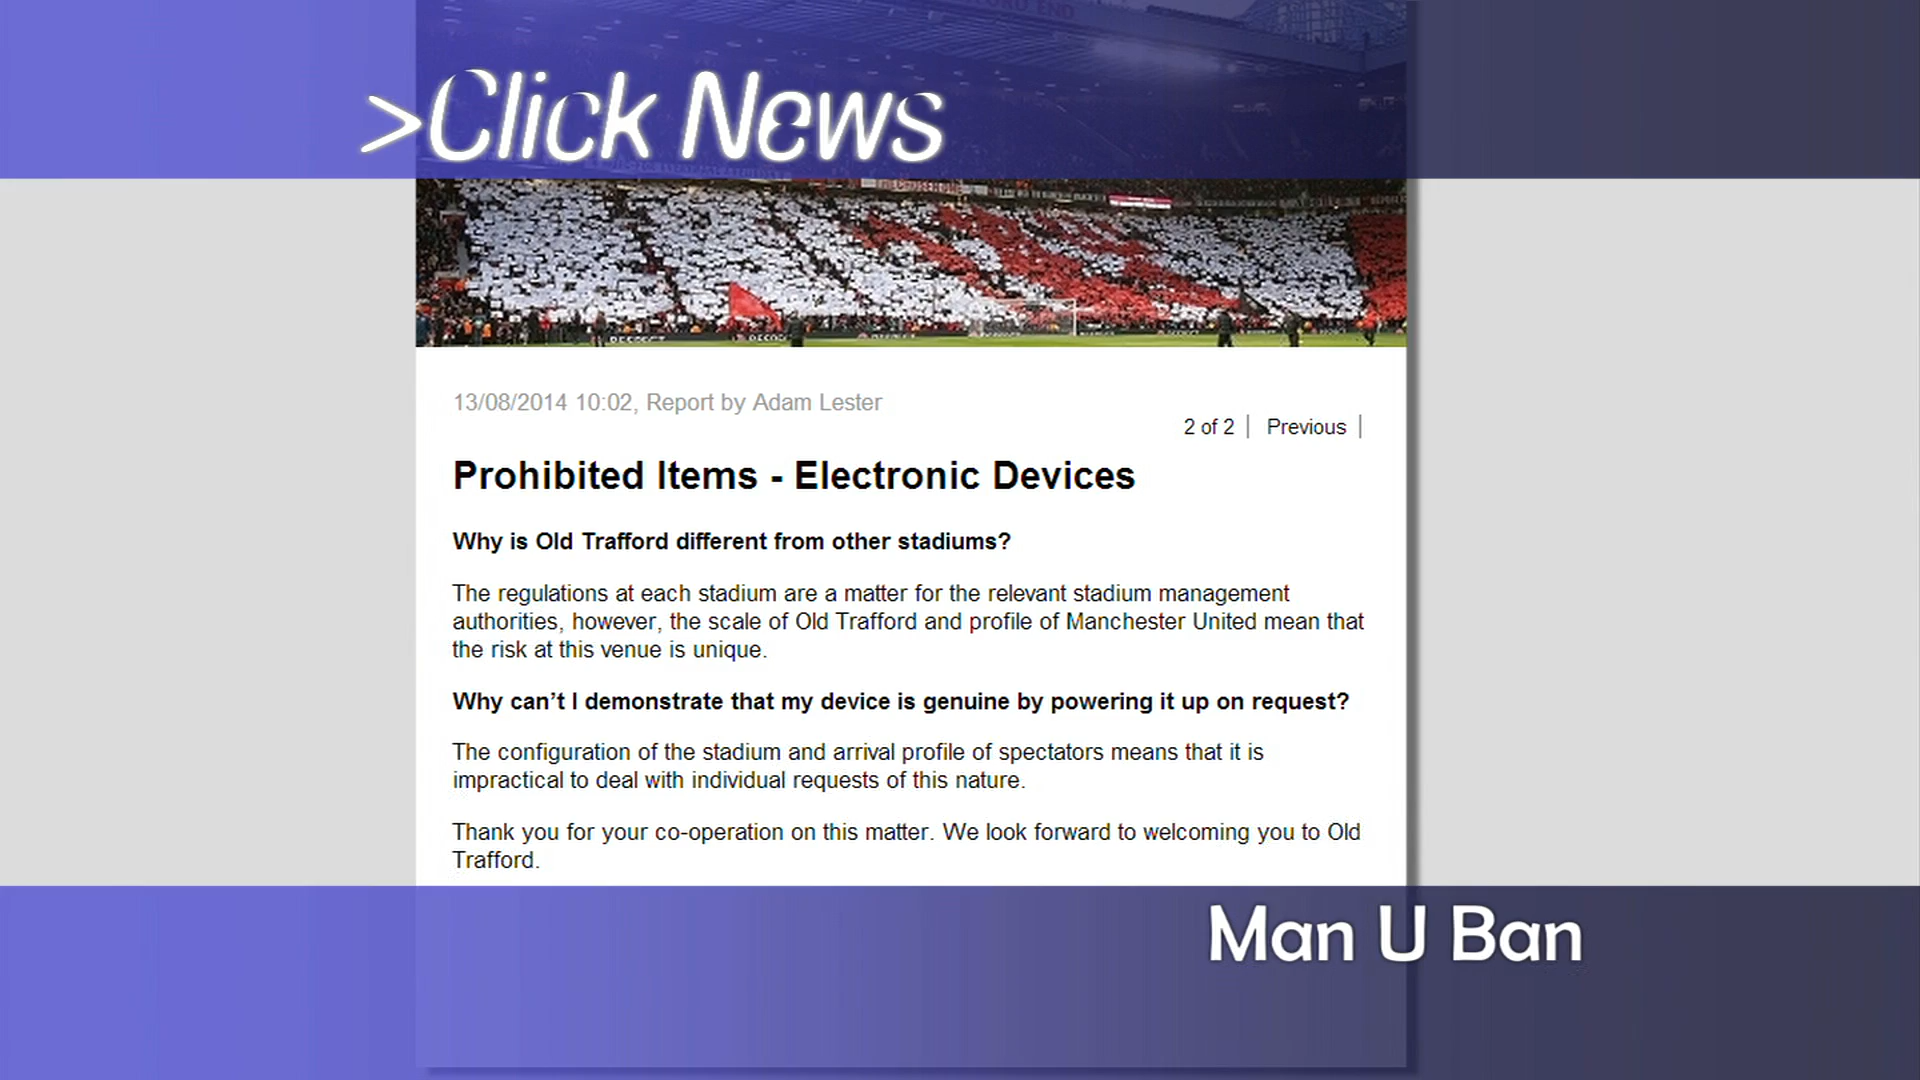 >Click News
RESPECT
13/08/2014 10:02, Report by Adam Lester
2 of 2 | Previous |
Prohibited Items - Electronic Devices
Why is Old Trafford different from other stadiums?
The regulations at each stadium are a matter for the relevant stadium management
authorities, however, the scale of Old Trafford and profile of Manchester United mean that
the risk at this venue is unique.
Why can’t I demonstrate that my device is genuine by powering it up on request?
The configuration of the stadium and arrival profile of spectators means that it is
impractical to deal with individual requests of this nature.
Thank you for your co-operation on this matter. We look forward to welcoming you to Old
Trafford.
Man U Ban